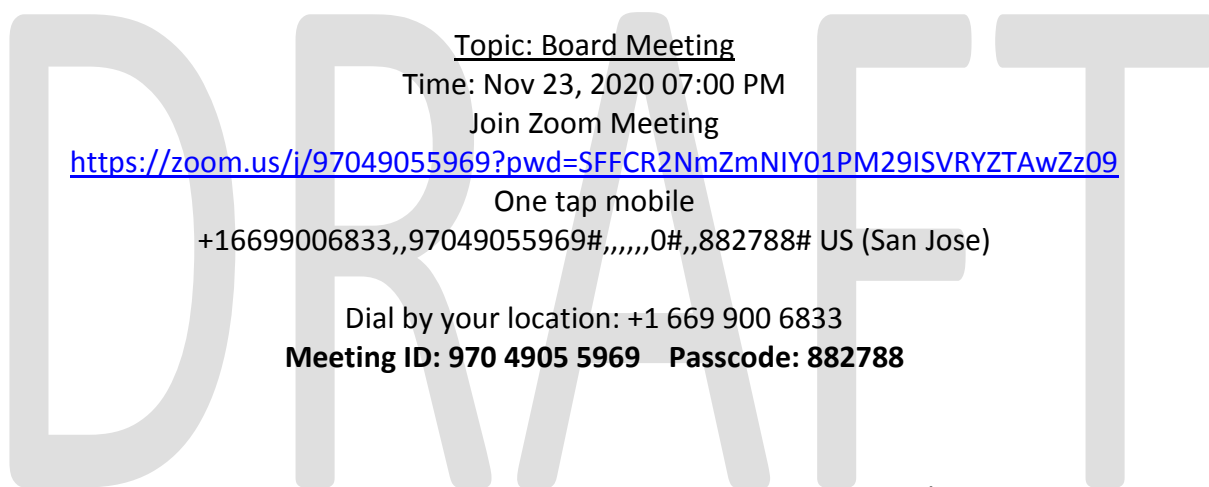 DRAFT
Topic: Board Meeting
Time: Nov 23, 2020 07:00 PM
Join Zoom Meeting
https://zoom.us/j/97049055969?pwd=SFFCR2NmZmNIY01PM29ISVRYZTAwZz09
One tap mobile
+16699006833,,97049055969#,,,,,,0#,,882788# US (San Jose)
Dial by your location: +1 669 900 6833
Meeting ID: 970 4905 5969 Passcode: 882788